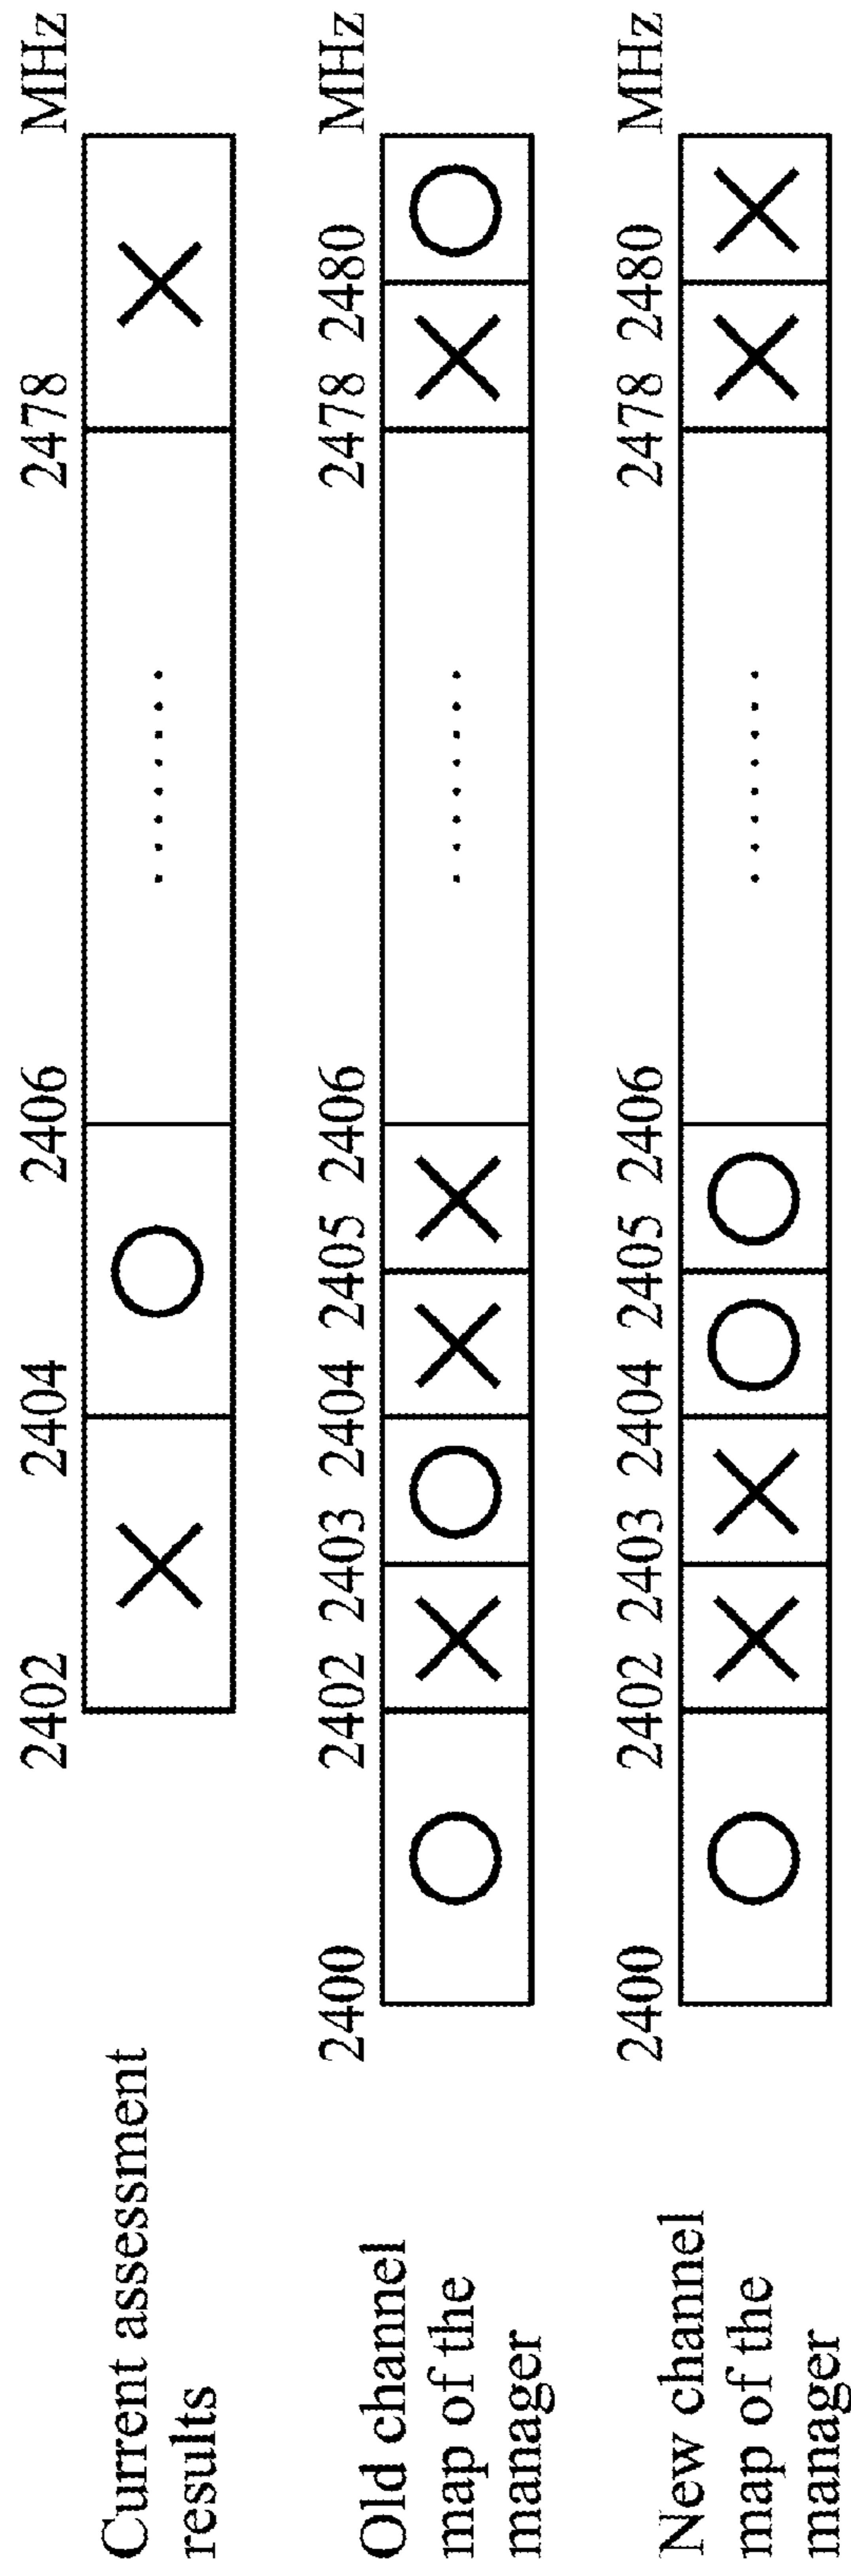 2402 2404 2406 2478 MHz
Current assessment
results
2400 2402 2403 2404 2405 2406 2478 2480 MHz
Old channel
map of the
manager
2400 2402 2403 2404 2405 2406 2478 2480 MHz
New channel
map of the
manager